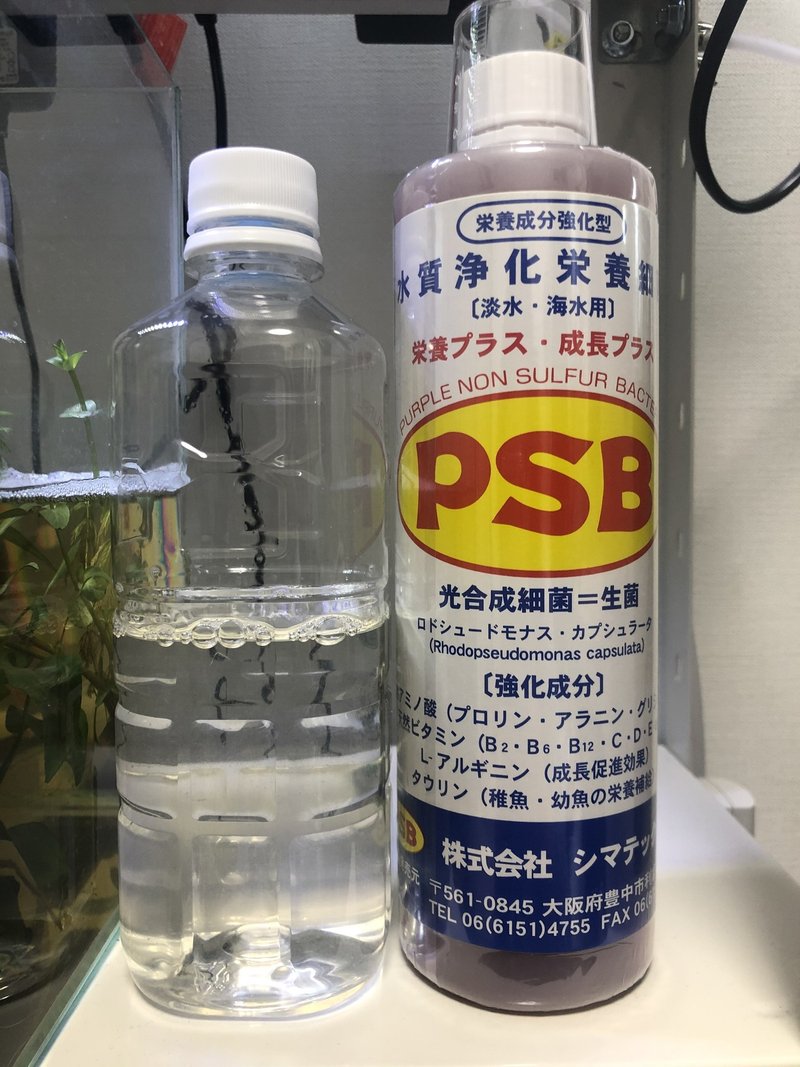 栄養成分強化型
水質浄化栄養細
〔淡水・海水用〕
栄養プラス・成長プラス
PURPLE NON SULFUR BACTE
PSB
光合成細菌＝生菌
ロドシュードモナス・カプシュラータ
(Rhodopseudomonas capsulata)
〔強化成分〕
アミノ酸（プロリン・アラニン・グリ
然ビタミン（B₂・B₆・B₁₂・C・D・E
L-アルギニン（成長促進効果）
タウリン（稚魚・幼魚の栄養補給
SB
株式会社 シマテッ
売元
〒561-0845 大阪府豊中市利
TEL 06(6151)4755 FAX 06(6